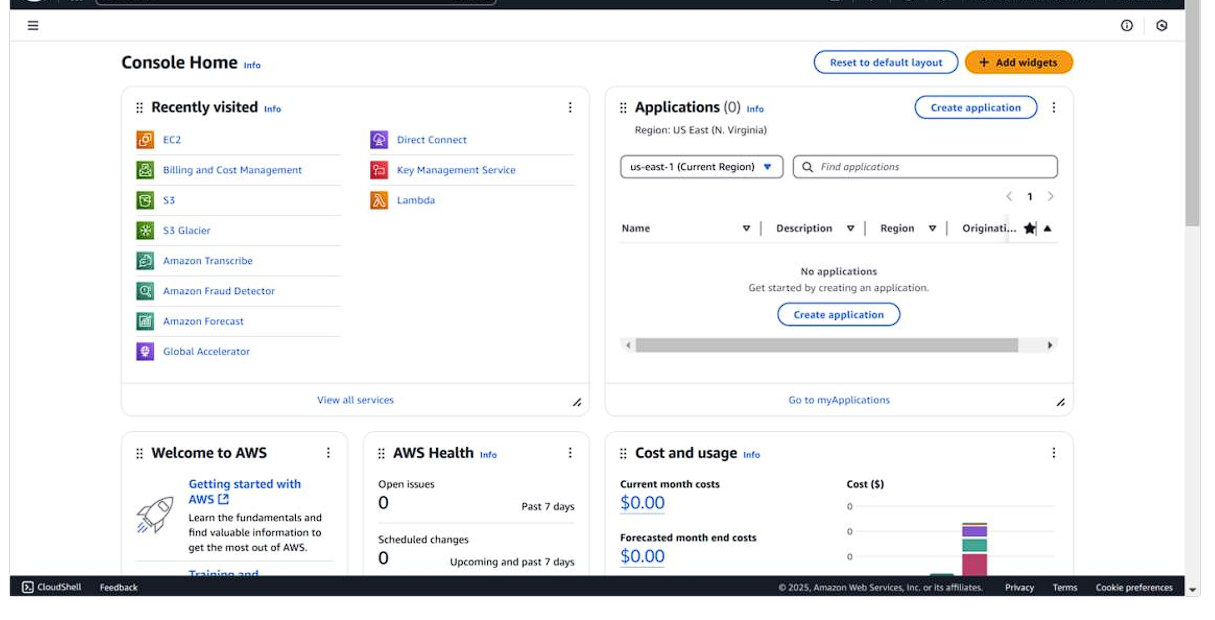 Console Home Info
Reset to default layout
+ Add widgets
Recently visited Info
EC2
Billing and Cost Management
S3
S3 Glacier
Amazon Transcribe
Amazon Fraud Detector
Amazon Forecast
Global Accelerator
Direct Connect
Key Management Service
Lambda
View all services
Applications (0) Info
Create application
Region: US East (N. Virginia)
us-east-1 (Current Region)
Find applications
1
Name Description Region Originati...
No applications
Get started by creating an application.
Create application
Go to myApplications
Welcome to AWS
Getting started with
AWS
Learn the fundamentals and
find valuable information to
get the most out of AWS.
Training and
AWS Health Info
Open issues
0 Past 7 days
Scheduled changes
0 Upcoming and past 7 days
Cost and usage Info
Current month costs
$0.00
Forecasted month end costs
$0.00
Cost ($)
0
0
0
CloudShell Feedback
© 2025, Amazon Web Services, Inc. or its affiliates. Privacy Terms Cookie preferences